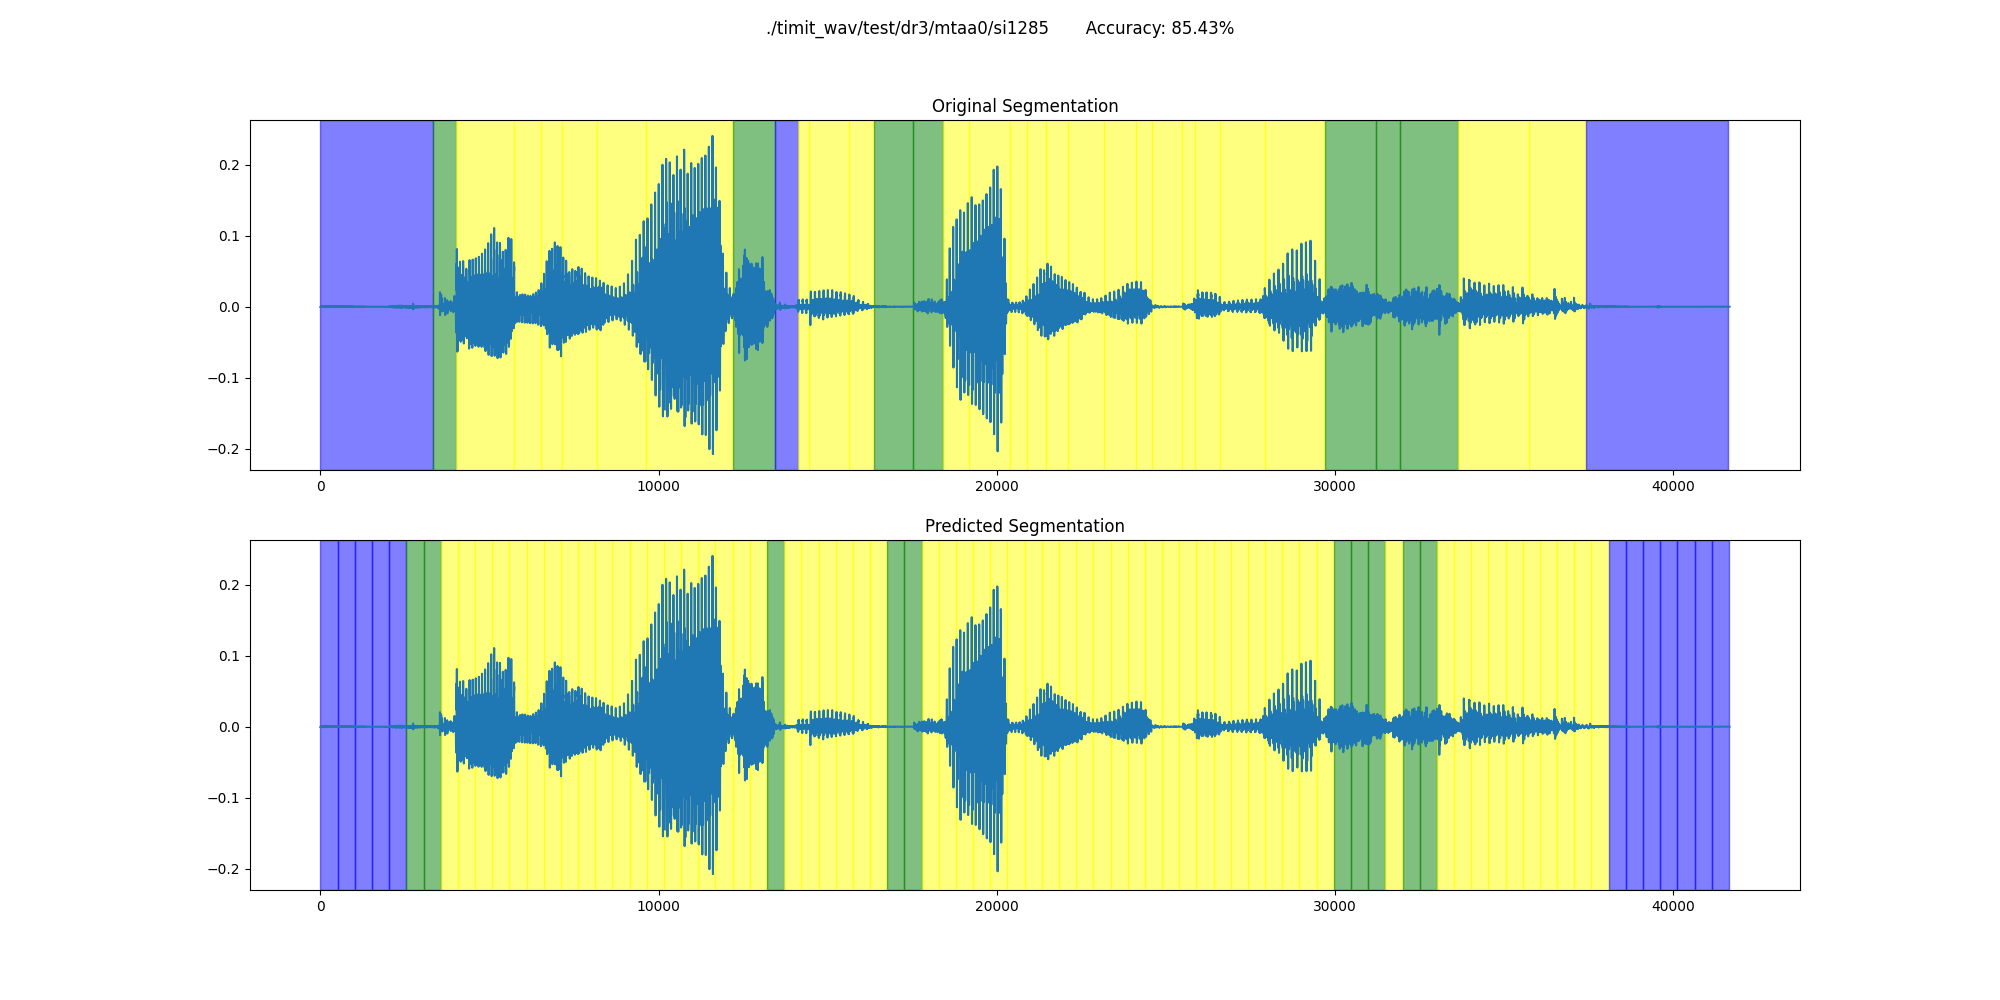 ./timit_wav/test/dr3/mtaa0/si1285 Accuracy: 85.43%
Original Segmentation
0.2
0.1
0.0
−0.1
−0.2
0 10000 20000 30000 40000
Predicted Segmentation
0.2
0.1
0.0
−0.1
−0.2
0 10000 20000 30000 40000